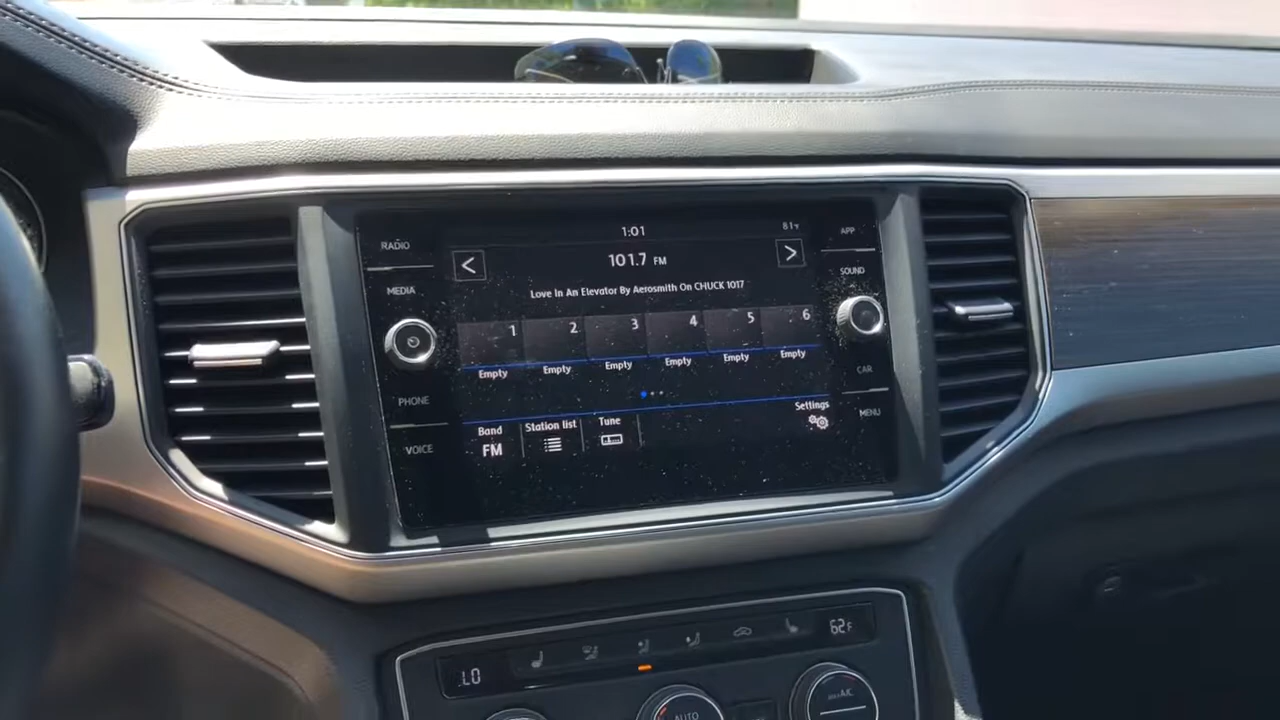 1:01
81°F
RADIO
APP
101.7 FM
MEDIA
SOUND
Love In An Elevator By Aerosmith On CHUCK 1017
1 2 3 4 5 6
Empty Empty Empty Empty Empty Empty
PHONE
CAR
Settings
MENU
Band
Station list
Tune
FM
VOICE
62°F
LO
AUTO
A/C